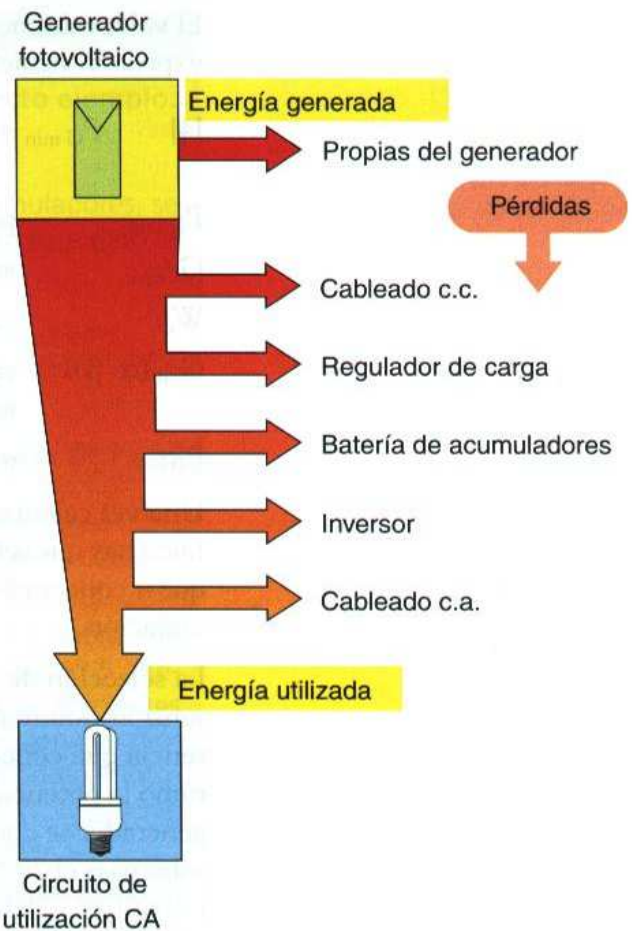 Generador
fotovoltaico
Energía generada
Propias del generador
Pérdidas
Cableado c.c.
Regulador de carga
Batería de acumuladores
Inversor
Cableado c.a.
Energía utilizada
Circuito de
utilización CA